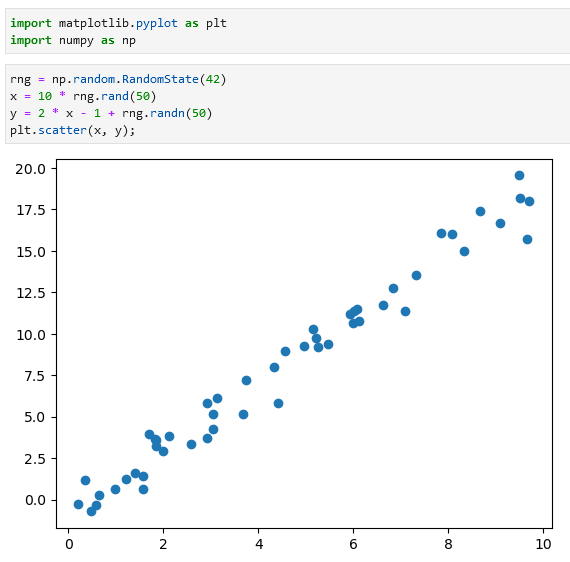 import matplotlib.pyplot as plt
import numpy as np
rng = np.random.RandomState(42)
x = 10 * rng.rand(50)
y = 2 * x - 1 + rng.randn(50)
plt.scatter(x, y);
20.0
17.5
15.0
12.5
10.0
7.5
5.0
2.5
0.0
0 2 4 6 8 10